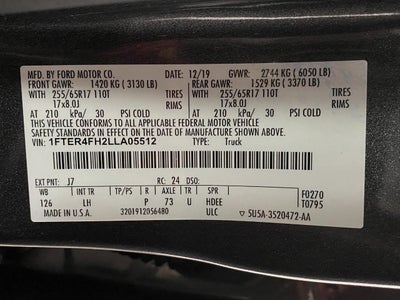 MFD. BY FORD MOTOR CO. 12/19 GVWR: 2744 KG ( 6050 LB)
FRONT GAWR: 1420 KG ( 3130 LB) REAR GAWR: 1529 KG ( 3370 LB)
WITH 255/65R17 110T TIRES WITH 255/65R17 110T TIRES
17x8.0J RIMS 17x8.0J RIMS
AT 210 kPa/ 30 PSI COLD AT 210 kPa/ 30 PSI COLD
THIS VEHICLE CONFORMS TO ALL APPLICABLE FEDERAL MOTOR VEHICLE
SAFETY STANDARDS IN EFFECT ON THE DATE OF MANUFACTURE SHOWN ABOVE.
VIN: 1FTER4FH2LLA05512 TYPE: Truck
EXT PNT: J7 RC: 24 DSO:
WB INT TR TP/PS R AXLE TR SPR F0270
126 LH P 73 U HDEE T0795
3201912056480 ULC 5U5A-3520472-AA